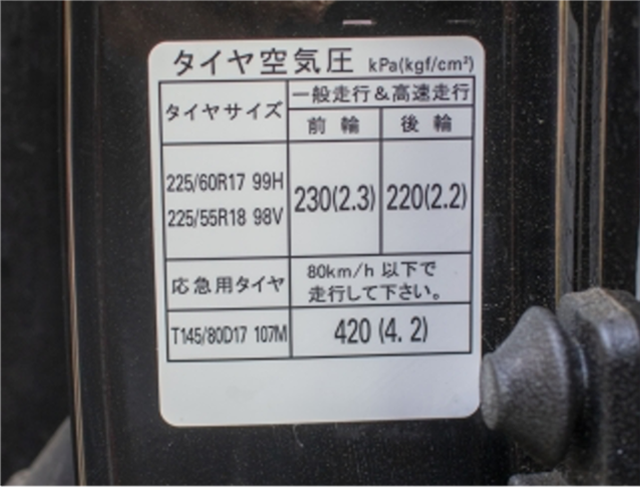 タイヤ空気圧 kPa(kgf/cm²)
タイヤサイズ 一般走行&高速走行
前輪 後輪
225/60R17 99H
225/55R18 98V
230(2.3) 220(2.2)
応急用タイヤ 80km/h 以下で
走行して下さい。
T145/80D17 107M 420 (4.2)